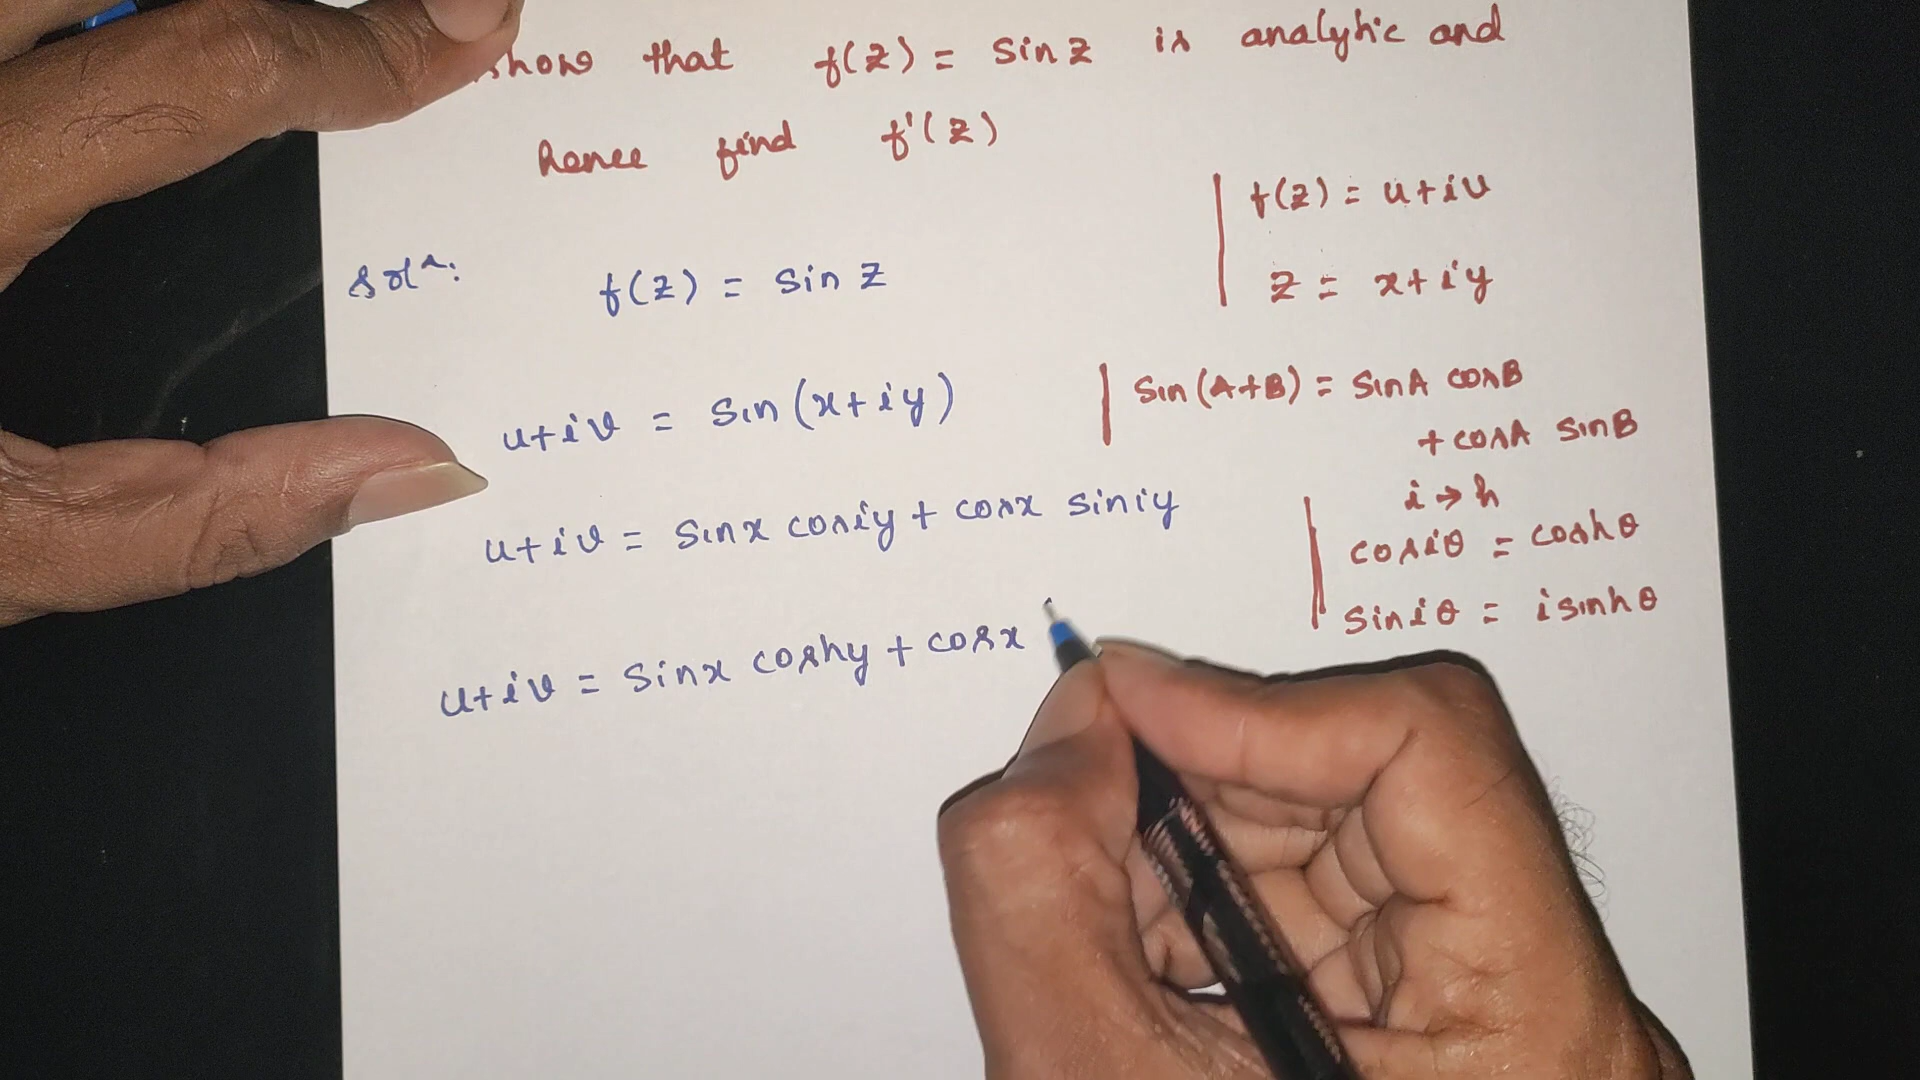 show that f(z) = sin z is analytic and
hence find f'(z)
f(z) = u+iv
z = x+iy
Soln: f(z) = sin z
u+iv = sin(x+iy)
Sin(A+B) = sinA cosB
+ cosA sinB
u+iv = sinx cosiy + cosx siniy
i → h
cosiθ = coshθ
siniθ = isinhθ
u+iv = sinx coshy + cosx